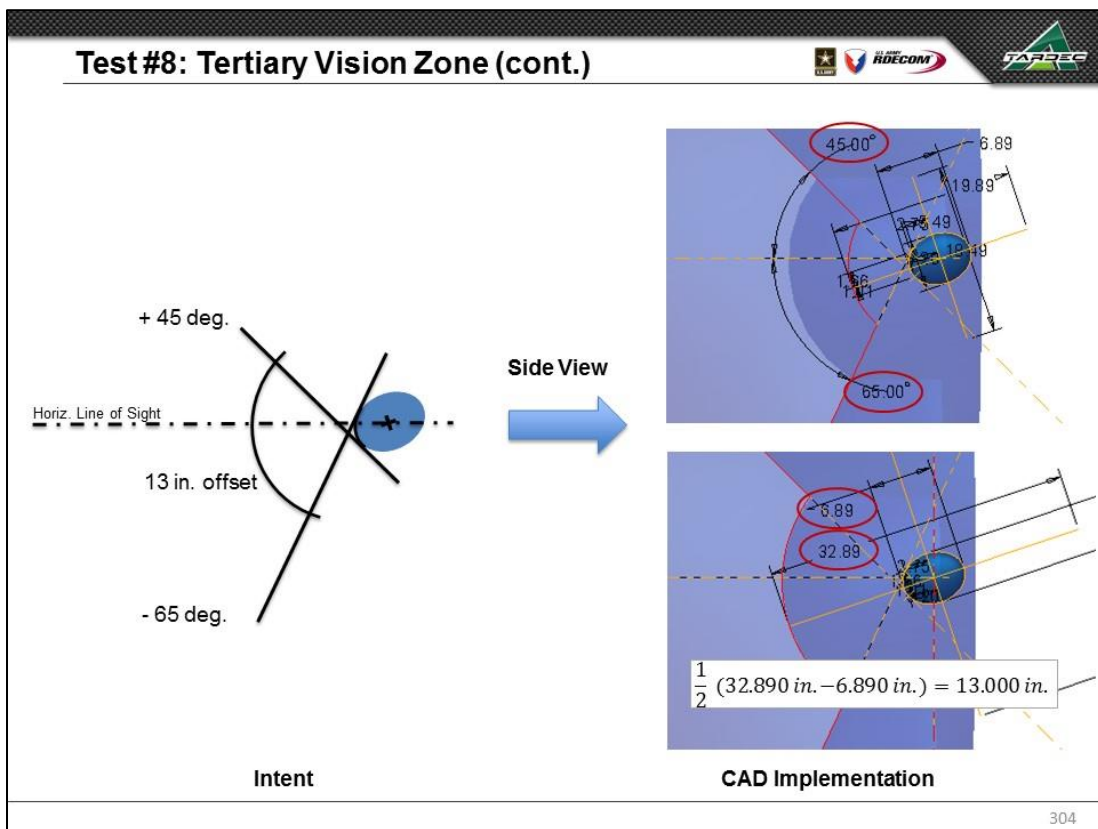 Test #8: Tertiary Vision Zone (cont.)
U.S. ARMY
RDECOM
TARDEC
+ 45 deg.
Horiz. Line of Sight
13 in. offset
- 65 deg.
Intent
Side View
45.00°
6.89
19.89
65.00°
6.89
32.89
1/2 (32.890 in.−6.890 in.) = 13.000 in.
CAD Implementation
304